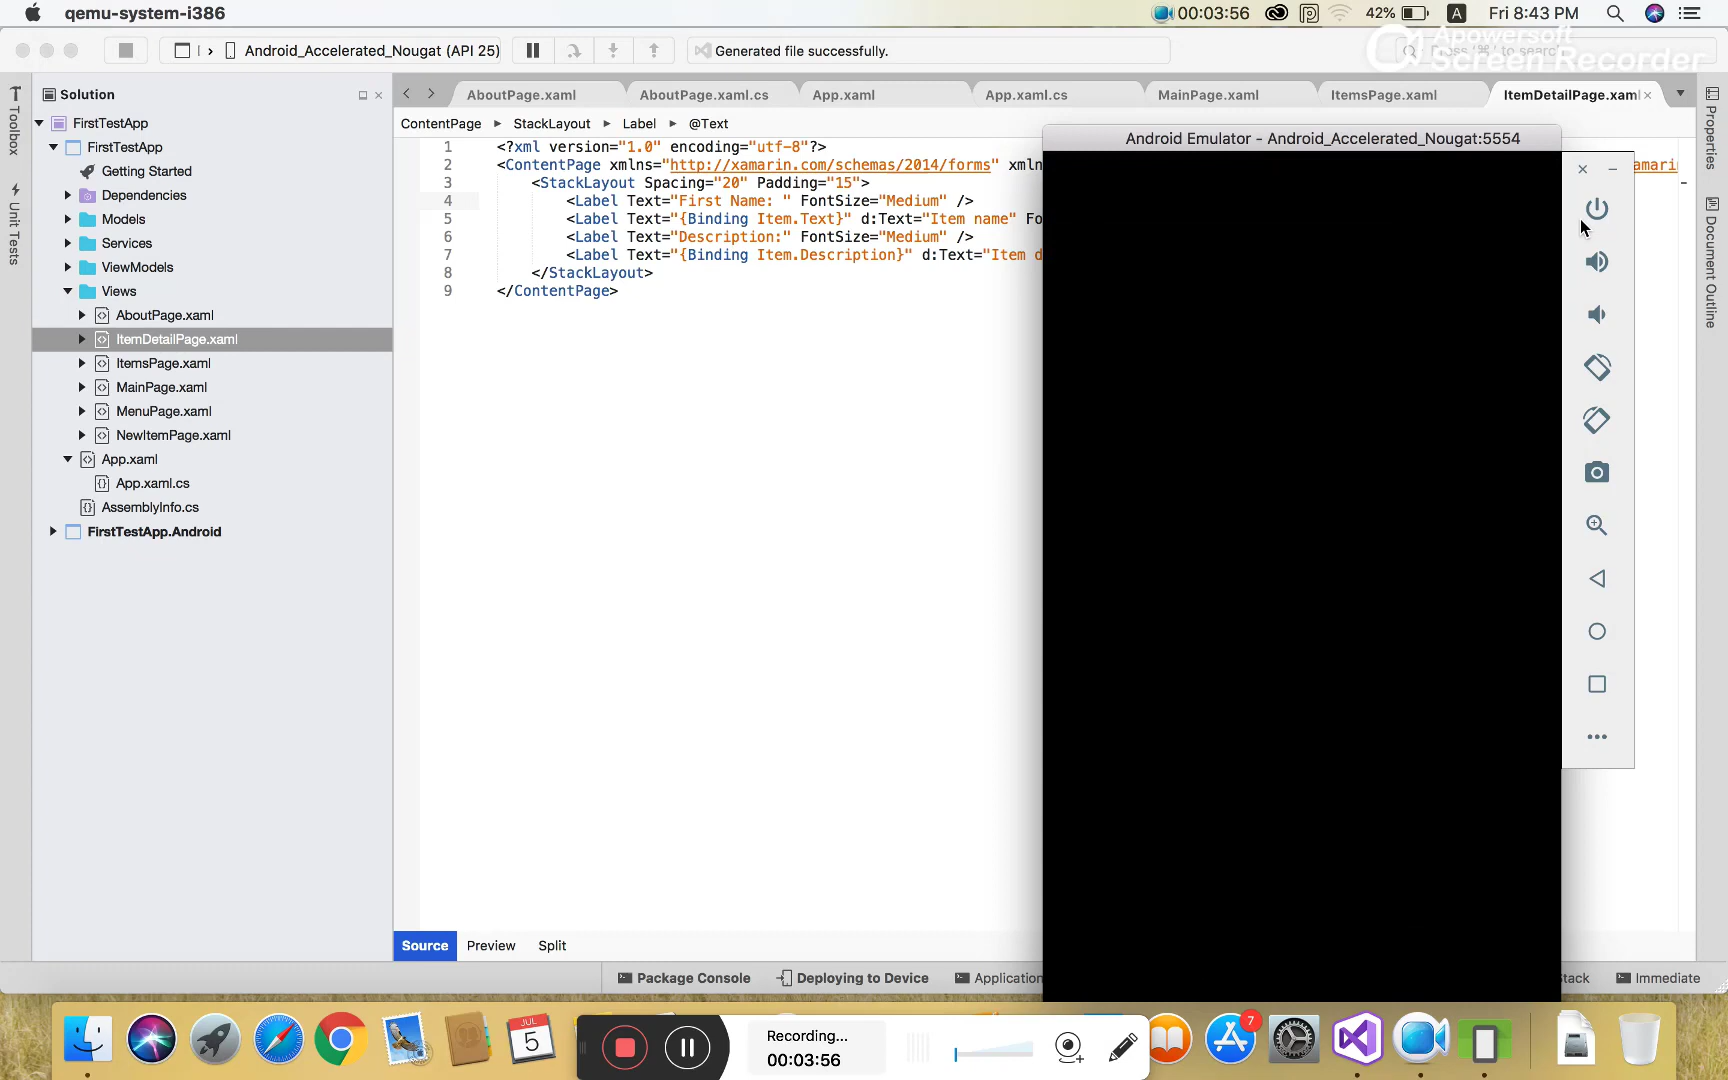 qemu-system-i386
00:03:56
42%
A
Fri 8:43 PM
Android_Accelerated_Nougat (API 25)
Generated file successfully.
Press '⌘.' to search
Apowersoft
Screen Recorder
Toolbox
Unit Tests
Solution
FirstTestApp
FirstTestApp
Getting Started
Dependencies
Models
Services
ViewModels
Views
AboutPage.xaml
ItemDetailPage.xaml
ItemsPage.xaml
MainPage.xaml
MenuPage.xaml
NewItemPage.xaml
App.xaml
App.xaml.cs
AssemblyInfo.cs
FirstTestApp.Android
AboutPage.xaml
AboutPage.xaml.cs
App.xaml
App.xaml.cs
MainPage.xaml
ItemsPage.xaml
ItemDetailPage.xaml
ContentPage StackLayout Label @Text
1 <?xml version="1.0" encoding="utf-8"?>
2 <ContentPage xmlns="http://xamarin.com/schemas/2014/forms" xmln
amarin
3 <StackLayout Spacing="20" Padding="15">
4 <Label Text="First Name: " FontSize="Medium" />
5 <Label Text="{Binding Item.Text}" d:Text="Item name" Fo
6 <Label Text="Description:" FontSize="Medium" />
7 <Label Text="{Binding Item.Description}" d:Text="Item d
8 </StackLayout>
9 </ContentPage>
Android Emulator - Android_Accelerated_Nougat:5554
Properties
Document Outline
Source
Preview
Split
Package Console
Deploying to Device
Application
Stack
Immediate
JUL
5
Recording...
00:03:56
7